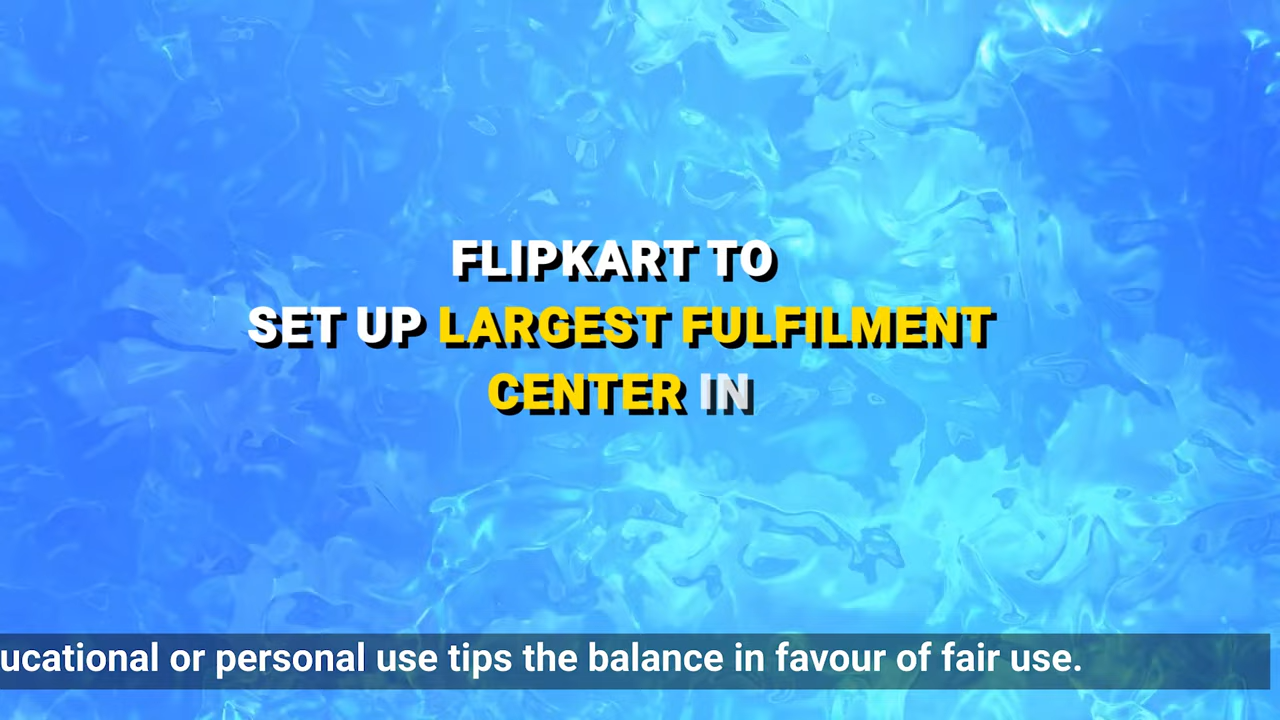 FLIPKART TO
SET UP LARGEST FULFILMENT
CENTER IN
ucational or personal use tips the balance in favour of fair use.